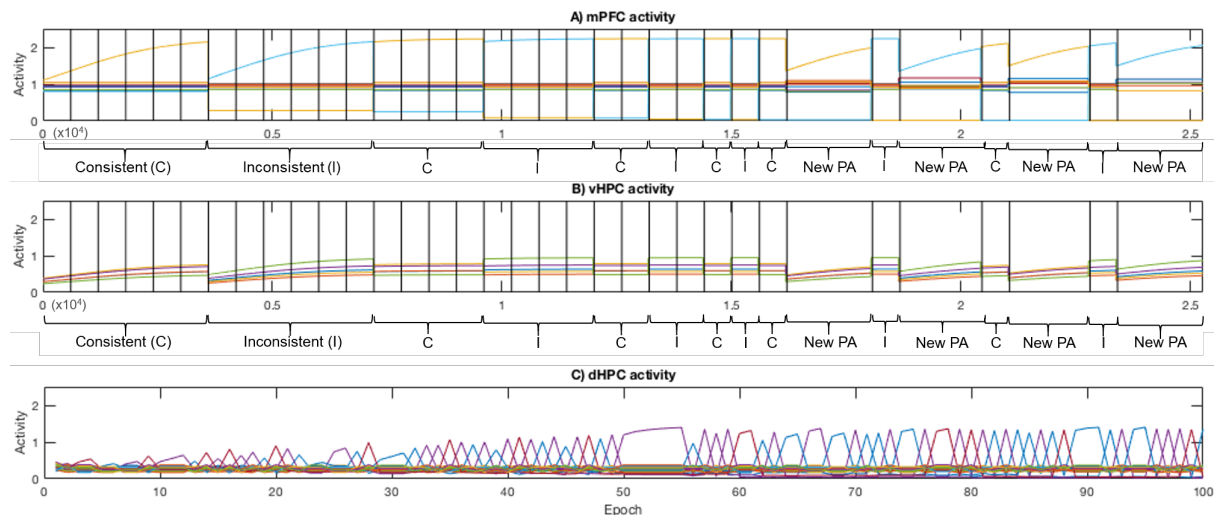 A) mPFC activity
Activity
2
1
0
0 (x10⁴) 0.5 1 1.5 2 2.5
Consistent (C) Inconsistent (I) C I C I C I C New PA I New PA C New PA I New PA
B) vHPC activity
Activity
2
1
0
0 (x10⁴) 0.5 1 1.5 2 2.5
Consistent (C) Inconsistent (I) C I C I C I C New PA I New PA C New PA I New PA
C) dHPC activity
Activity
2
1
0
0 10 20 30 40 50 60 70 80 90 100
Epoch